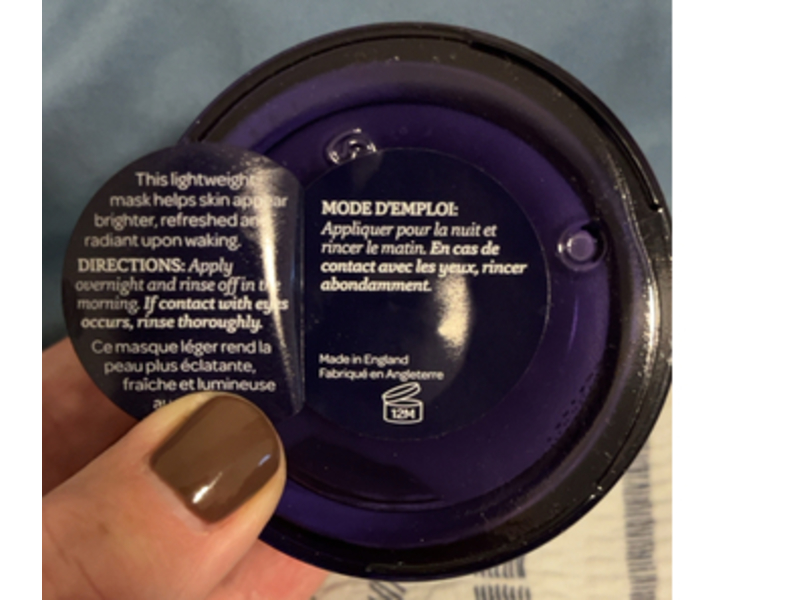 This lightweight
mask helps skin appear
brighter, refreshed and
radiant upon waking.
DIRECTIONS: Apply
overnight and rinse off in the
morning. If contact with eyes
occurs, rinse thoroughly.
Ce masque léger rend la
peau plus éclatante,
fraîche et lumineuse
MODE D'EMPLOI:
Appliquer pour la nuit et
rincer le matin. En cas de
contact avec les yeux, rincer
abondamment.
Made in England
Fabriqué en Angleterre
12M